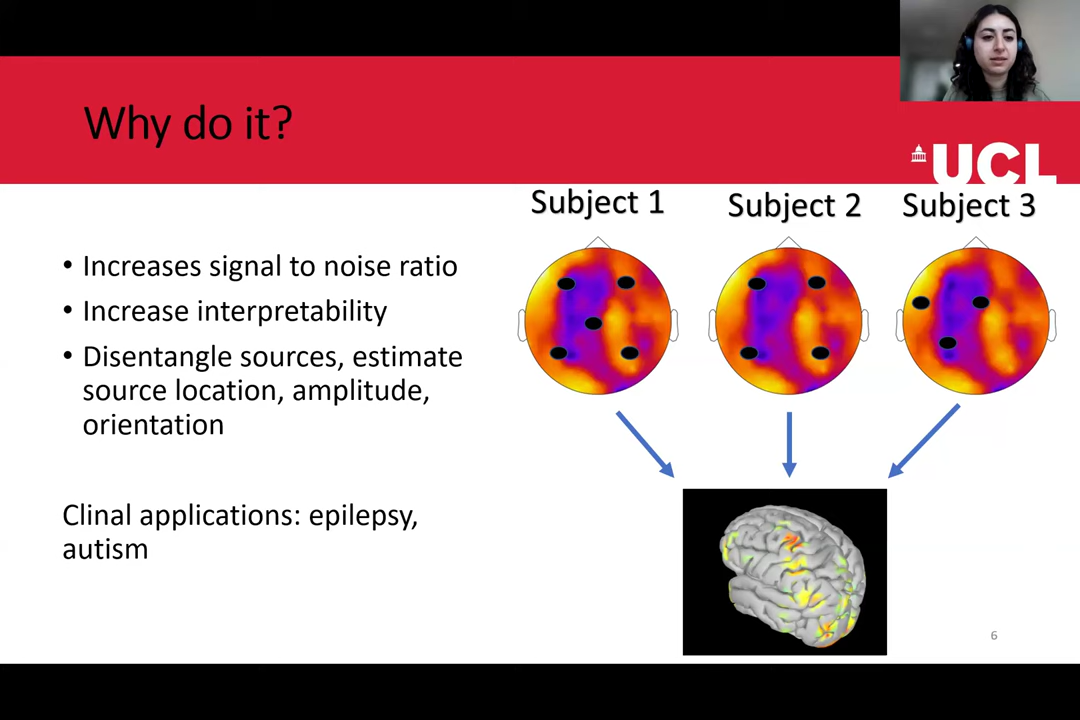 Why do it?
UCL
Subject 1
Subject 2
Subject 3
• Increases signal to noise ratio
• Increase interpretability
• Disentangle sources, estimate
source location, amplitude,
orientation
Clinal applications: epilepsy,
autism
6